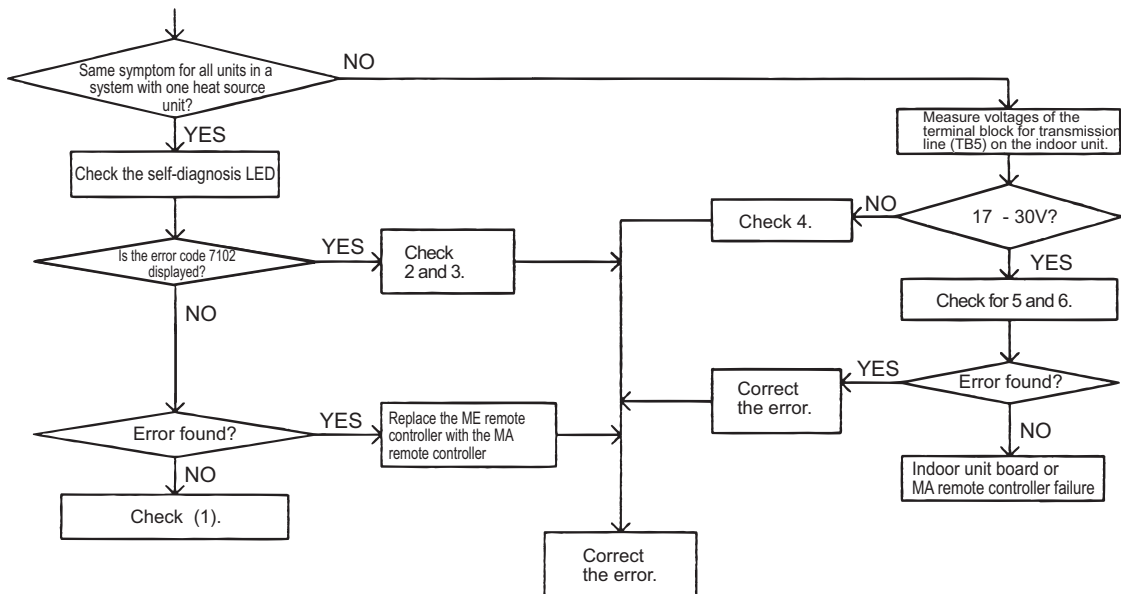 Same symptom for all units in a
system with one heat source
unit?
NO
YES
Check the self-diagnosis LED
Is the error code 7102
displayed?
YES
Check
2 and 3.
NO
Error found?
YES
Replace the ME remote
controller with the MA
remote controller
NO
Check (1).
Measure voltages of the
terminal block for transmission
line (TB5) on the indoor unit.
17 - 30V?
NO
Check 4.
YES
Check for 5 and 6.
Error found?
YES
Correct
the error.
NO
Indoor unit board or
MA remote controller failure
Correct
the error.